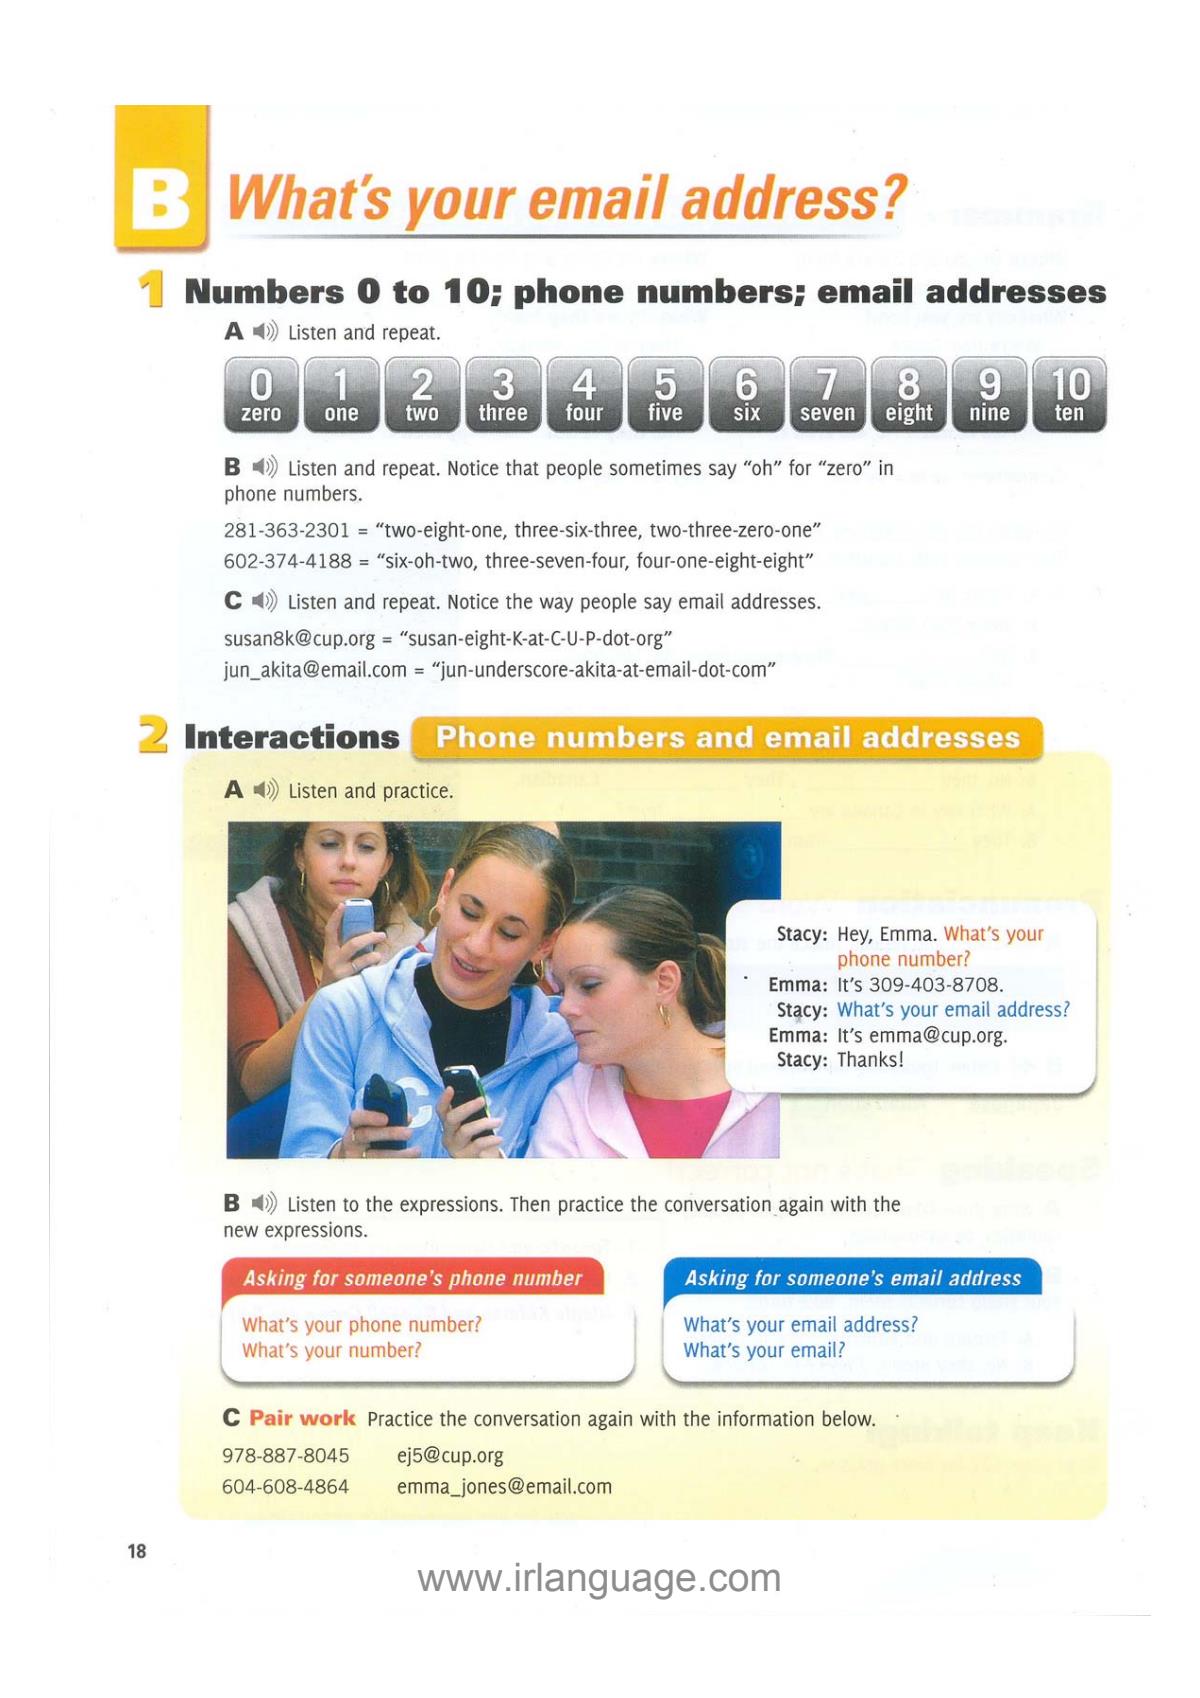 B What's your email address?
1 Numbers 0 to 10; phone numbers; email addresses
A Listen and repeat.
0 1 2 3 4 5 6 7 8 9 10
zero one two three four five six seven eight nine ten
B Listen and repeat. Notice that people sometimes say “oh” for “zero” in
phone numbers.
281-363-2301 = “two-eight-one, three-six-three, two-three-zero-one”
602-374-4188 = “six-oh-two, three-seven-four, four-one-eight-eight”
C Listen and repeat. Notice the way people say email addresses.
susan8k@cup.org = “susan-eight-K-at-C-U-P-dot-org”
jun_akita@email.com = “jun-underscore-akita-at-email-dot-com”
2 Interactions Phone numbers and email addresses
A Listen and practice.
Stacy: Hey, Emma. What's your
phone number?
Emma: It's 309-403-8708.
Stacy: What's your email address?
Emma: It's emma@cup.org.
Stacy: Thanks!
B Listen to the expressions. Then practice the conversation again with the
new expressions.
Asking for someone's phone number
What's your phone number?
What's your number?
Asking for someone's email address
What's your email address?
What's your email?
C Pair work Practice the conversation again with the information below.
978-887-8045 ej5@cup.org
604-608-4864 emma_jones@email.com
18
www.irlanguage.com